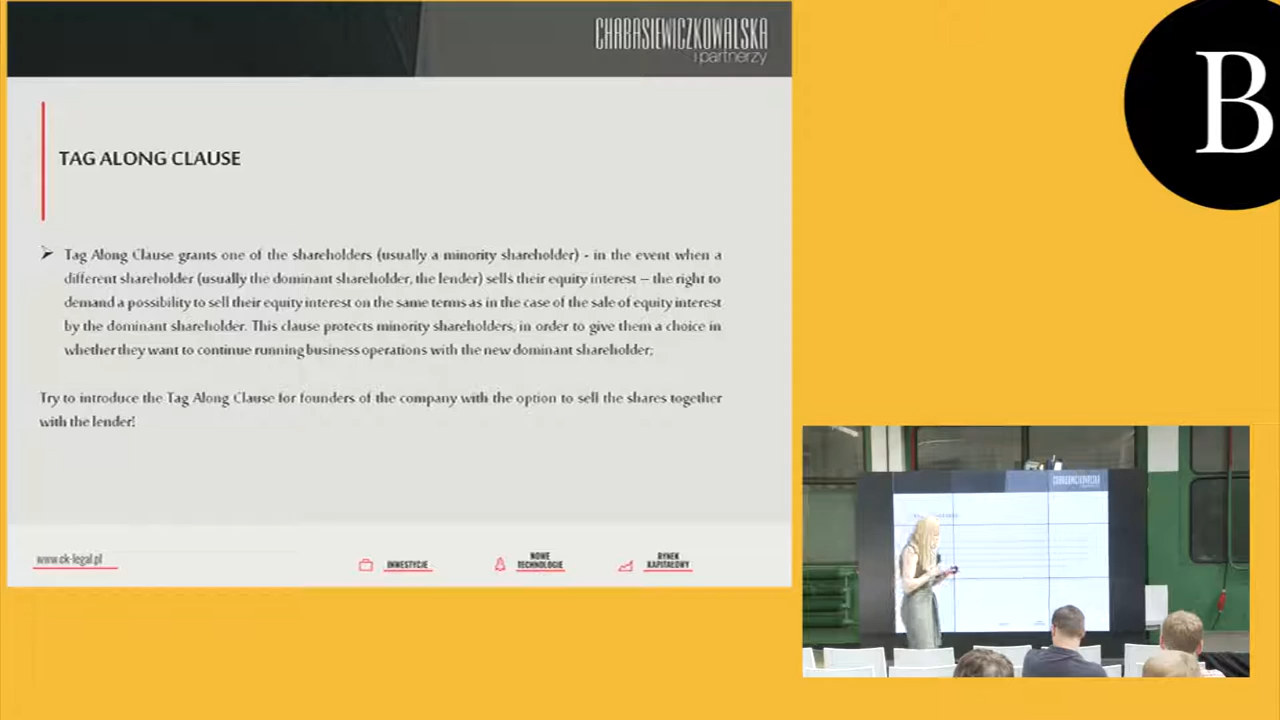 CHABASIEWICZKOWALSKA
i partnerzy
B
TAG ALONG CLAUSE
➢ Tag Along Clause grants one of the shareholders (usually a minority shareholder) - in the event when a
different shareholder (usually the dominant shareholder, the lender) sells their equity interest – the right to
demand a possibility to sell their equity interest on the same terms as in the case of the sale of equity interest
by the dominant shareholder. This clause protects minority shareholders, in order to give them a choice in
whether they want to continue running business operations with the new dominant shareholder;
Try to introduce the Tag Along Clause for founders of the company with the option to sell the shares together
with the lender!
www.ck-legal.pl
INWESTYCJE
NOWE
TECHNOLOGIE
RYNEK
KAPITAŁOWY
CHABASIEWICZKOWALSKA